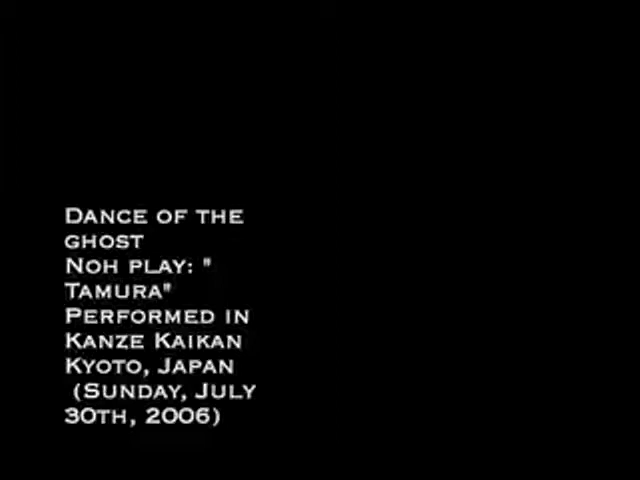 Dance of the
ghost
Noh play: "
Tamura"
Performed in
Kanze Kaikan
Kyoto, Japan
(Sunday, July
30th, 2006)